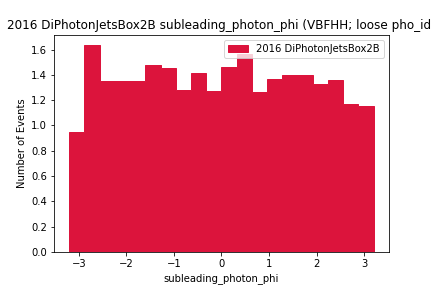 2016 DiPhotonJetsBox2B subleading_photon_phi (VBFHH; loose pho_id
2016 DiPhotonJetsBox2B
Number of Events
1.6
1.4
1.2
1.0
0.8
0.6
0.4
0.2
0.0
−3 −2 −1 0 1 2 3
subleading_photon_phi